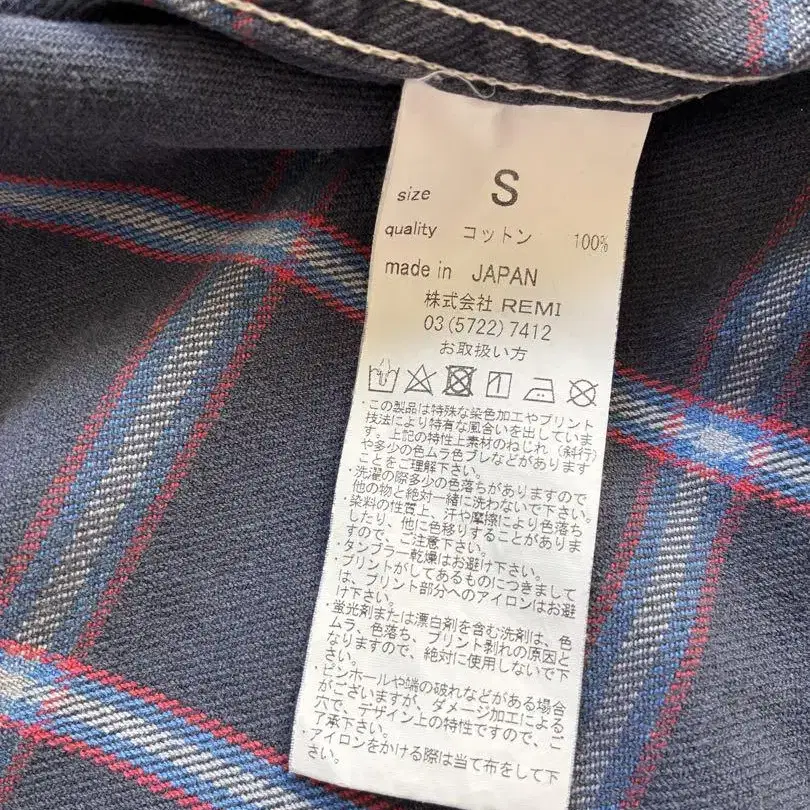 size S
quality コットン 100%
made in JAPAN
株式会社 REMI
03(5722)7412
お取扱い方
・この製品は特殊な染色加工やプリント
技法により特有な風合いを出していま
す。上記の特性上素材のねじれ(斜行)
や多少の色ムラ色ブレなどがあります
ことをご理解下さい。
・洗濯の際多少の色落ちがありますので
他の物と絶対一緒に洗わないで下さい。
・染料の性質上、汗や摩擦により色落ち
したり、他に色移りすることがありま
すので、ご注意下さい。
・タンブラー乾燥はお避け下さい。
・プリントがしてあるものにつきまして
は、プリント部分へのアイロンはお避
け下さい。
・蛍光剤または漂白剤を含む洗剤は、色
ムラ、色落ち、プリント剥れの原因と
なりますので、絶対に使用しないで下
さい。
・ピンホールや端の破れなどがある場合
がございますが、ダメージ加工による
穴で、デザイン上の特性ですので、ご
了承下さい。
・アイロンをかける際は当て布をして下
さい。